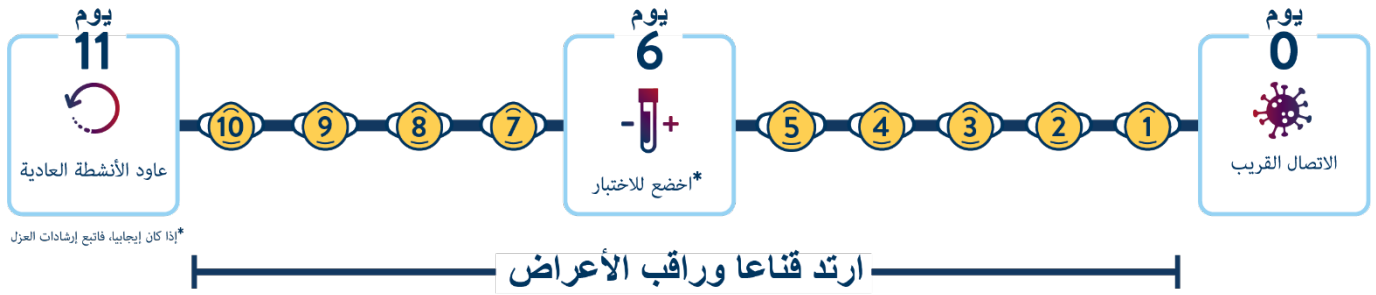 يوم
0
الاتصال القريب
1
2
3
4
5
يوم
6
- +
*اخضع للاختبار
7
8
9
10
يوم
11
عاود الأنشطة العادية
*إذا كان إيجابيا، فاتبع إرشادات العزل
ارتد قناعا وراقب الأعراض